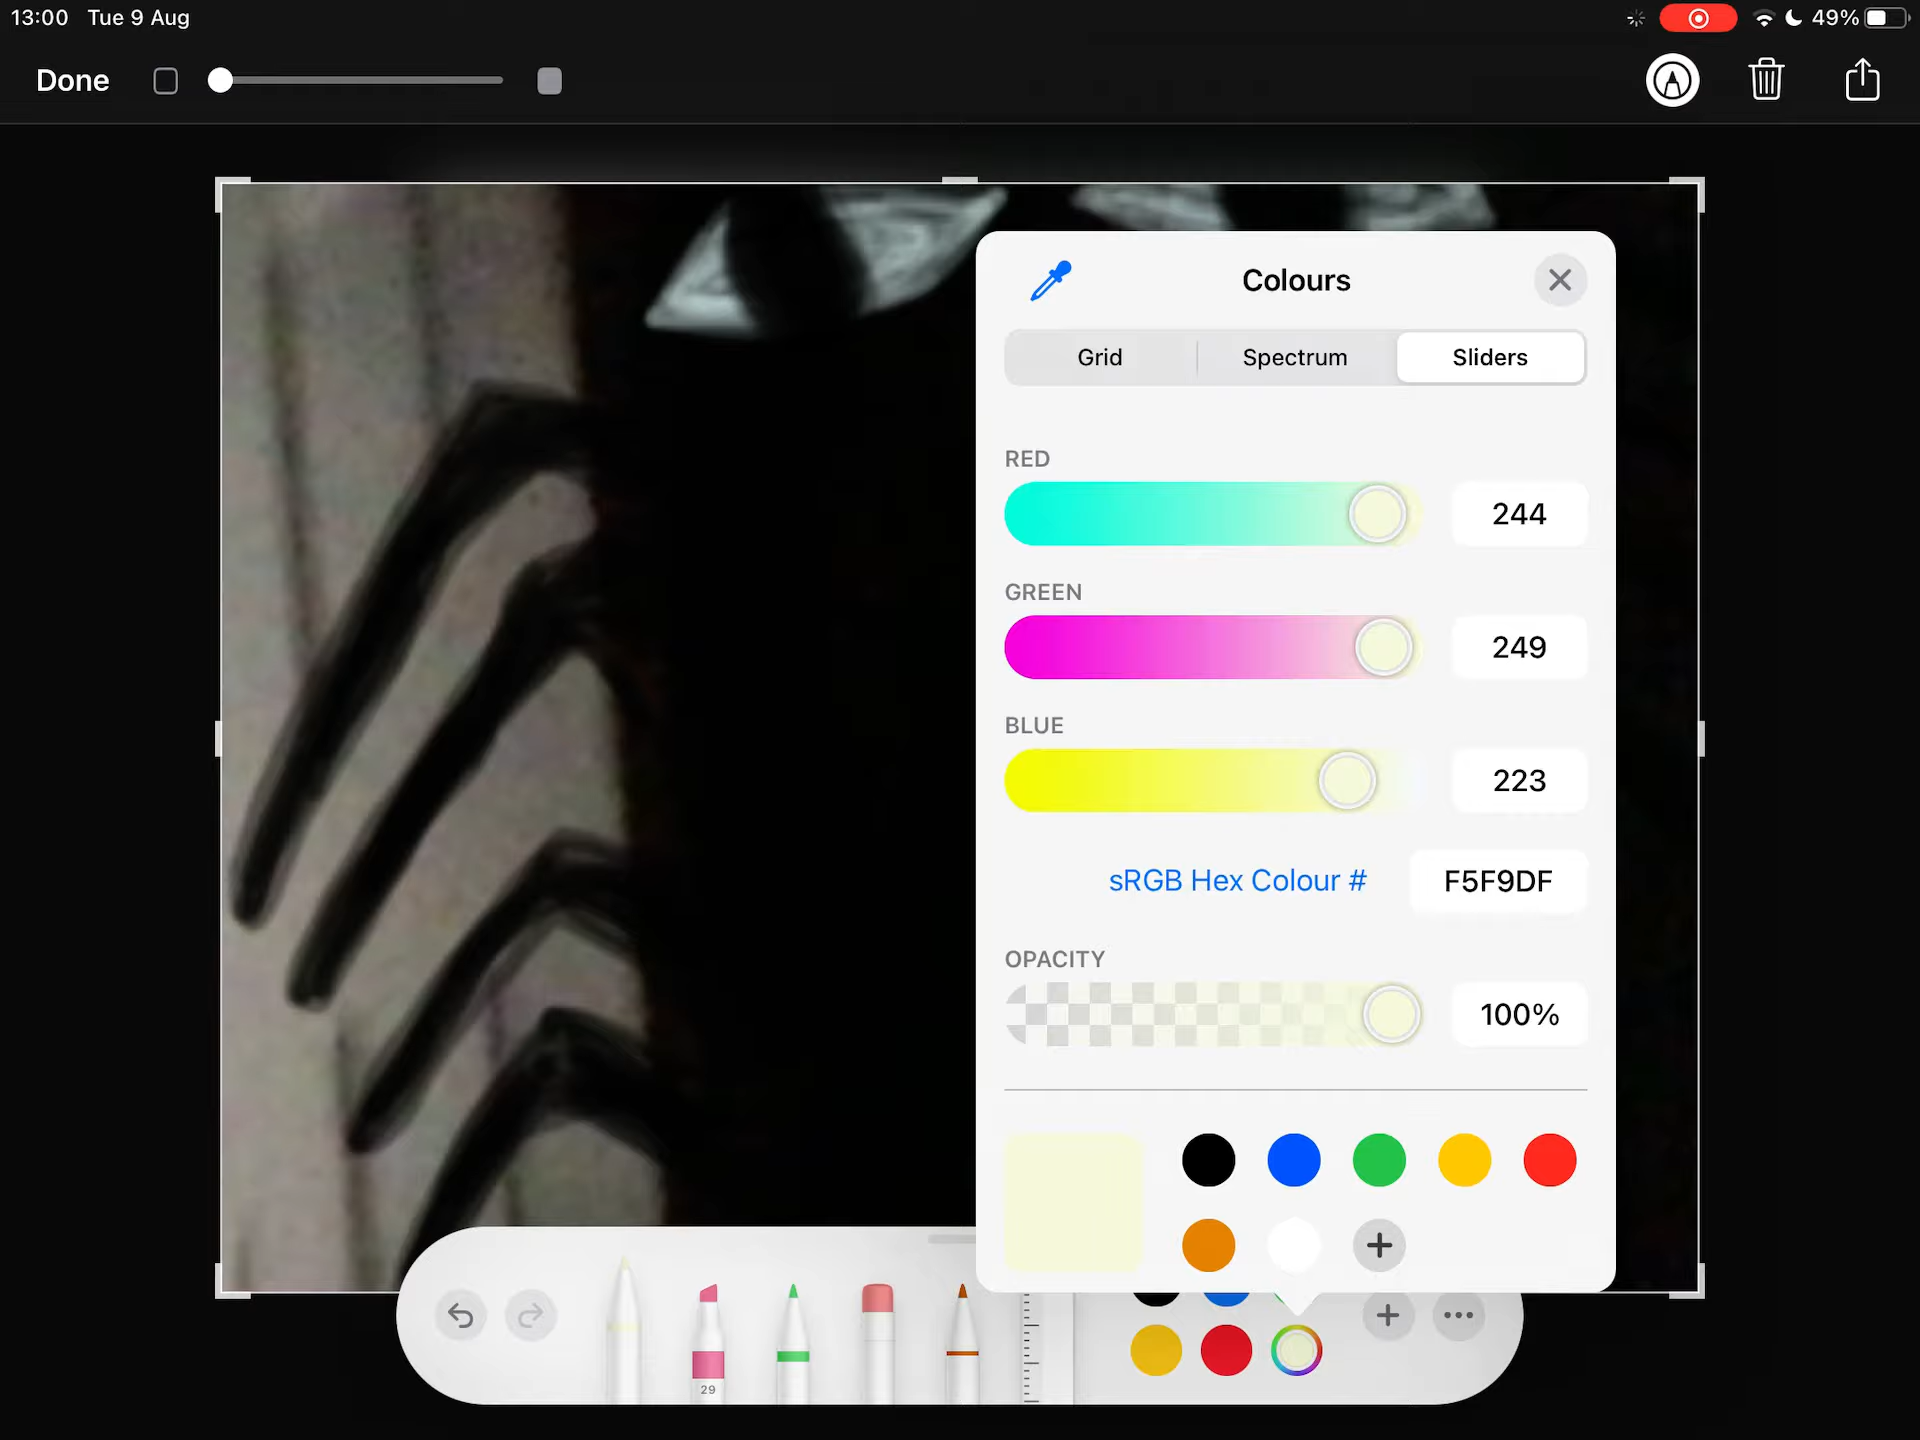 13:00 Tue 9 Aug
49%
Done
Colours
Grid Spectrum Sliders
RED
244
GREEN
249
BLUE
223
sRGB Hex Colour # F5F9DF
OPACITY
100%
29